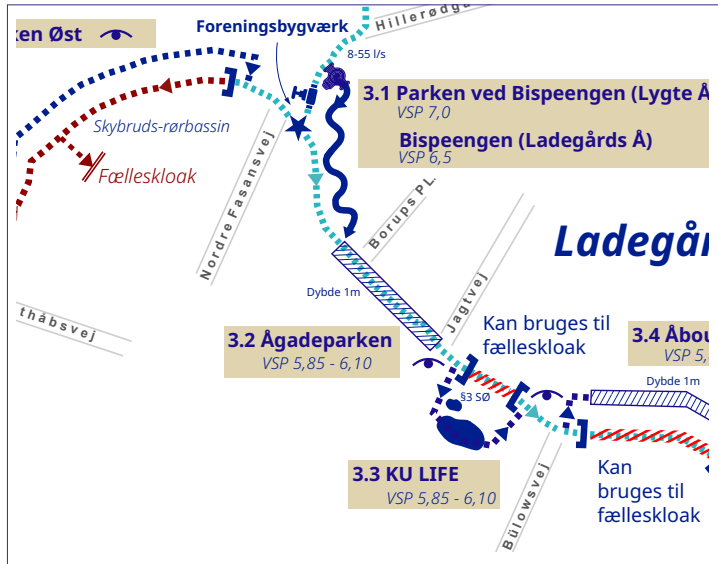 ken Øst
Foreningsbygværk
Hillerødg
8-55 l/s
3.1 Parken ved Bispeengen (Lygte Å
VSP 7,0
Bispeengen (Ladegårds Å)
VSP 6,5
Skybruds-rørbassin
Fælleskloak
Nordre Fasansvej
Borups Pl.
Ladegår
Dybde 1m
Jagtvej
thåbsvej
Kan bruges til
fælleskloak
3.2 Ågadeparken
VSP 5,85 - 6,10
3.4 Åbou
VSP 5,
Dybde 1m
§3 SØ
3.3 KU LIFE
VSP 5,85 - 6,10
Bülowsvej
Kan
bruges til
fælleskloak